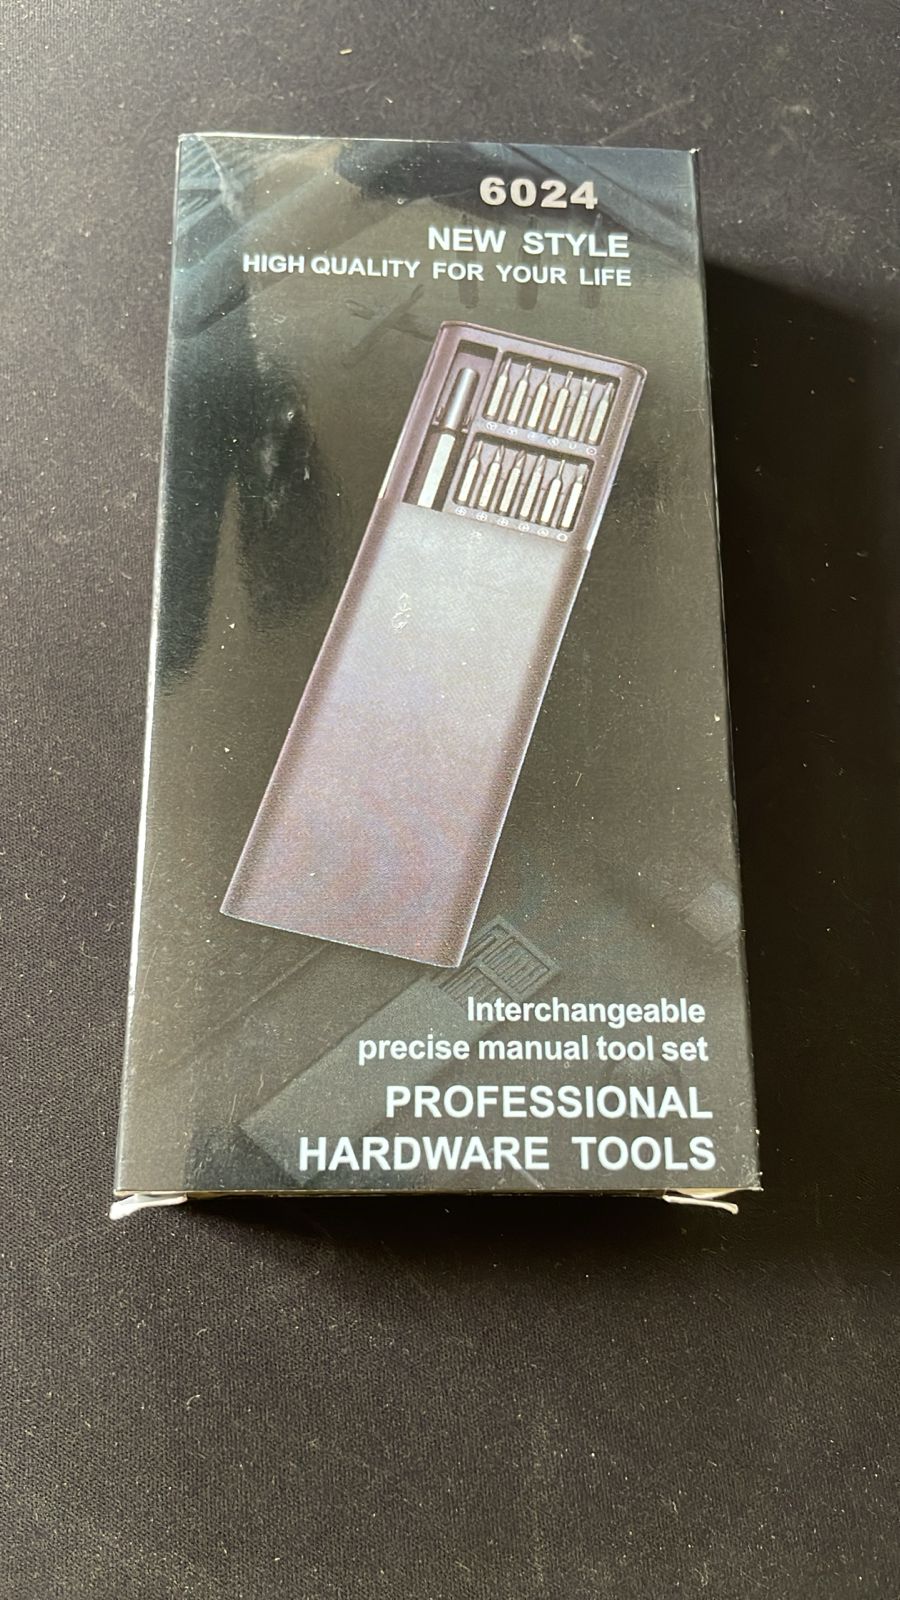 6024
NEW STYLE
HIGH QUALITY FOR YOUR LIFE
Interchangeable
precise manual tool set
PROFESSIONAL
HARDWARE TOOLS